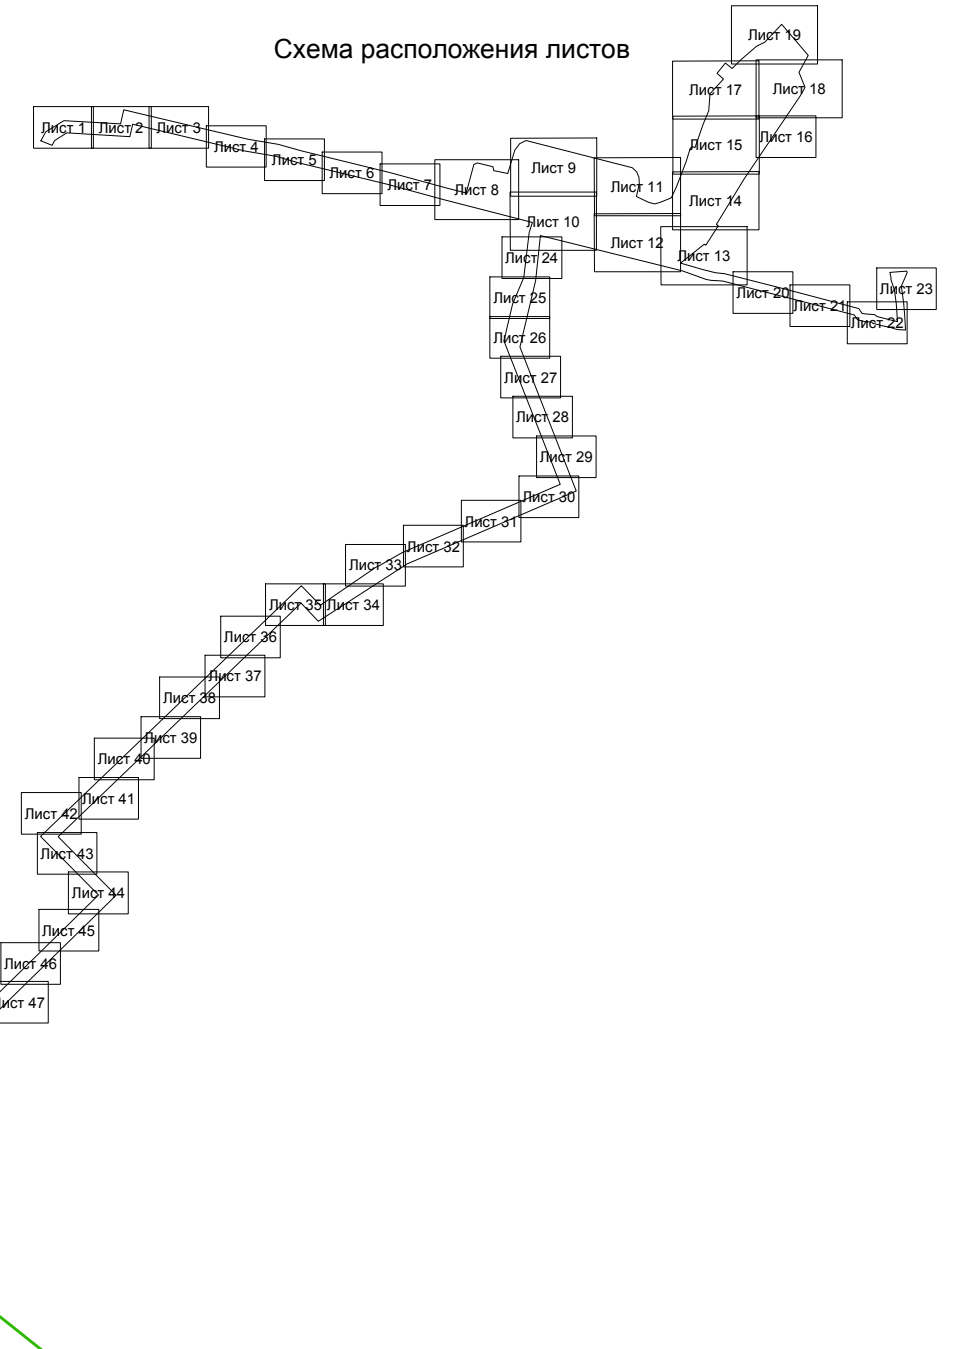 Схема расположения листов
Лист 1
Лист 2
Лист 3
Лист 4
Лист 5
Лист 6
Лист 7
Лист 8
Лист 9
Лист 10
Лист 11
Лист 12
Лист 13
Лист 14
Лист 15
Лист 16
Лист 17
Лист 18
Лист 19
Лист 20
Лист 21
Лист 22
Лист 23
Лист 24
Лист 25
Лист 26
Лист 27
Лист 28
Лист 29
Лист 30
Лист 31
Лист 32
Лист 33
Лист 34
Лист 35
Лист 36
Лист 37
Лист 38
Лист 39
Лист 40
Лист 41
Лист 42
Лист 43
Лист 44
Лист 45
Лист 46
ист 47